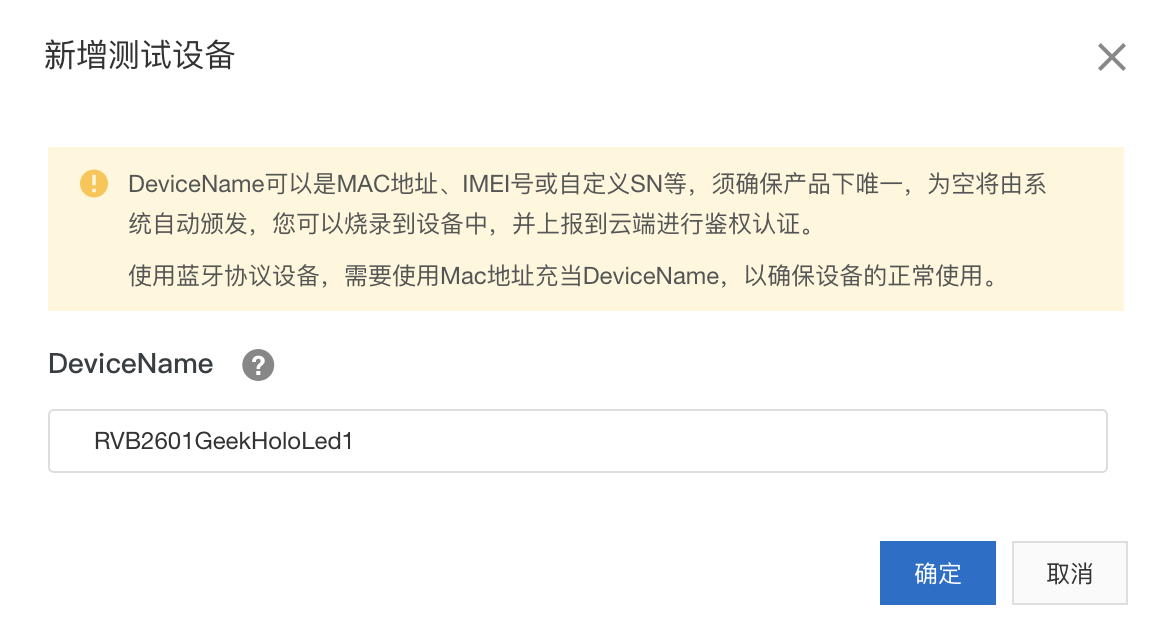 新增测试设备
DeviceName可以是MAC地址、IMEI号或自定义SN等，须确保产品下唯一，为空将由系
统自动颁发，您可以烧录到设备中，并上报到云端进行鉴权认证。
使用蓝牙协议设备，需要使用Mac地址充当DeviceName，以确保设备的正常使用。
DeviceName
RVB2601GeekHoloLed1
确定
取消